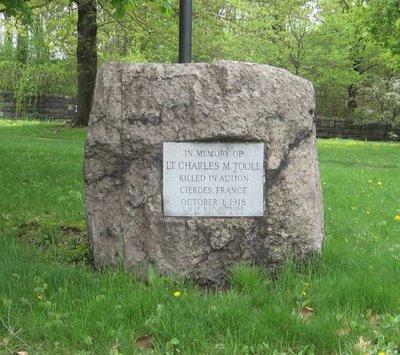 IN MEMORY OF
LT. CHARLES M. TOOLE
KILLED IN ACTION
CIERGES, FRANCE
OCTOBER 1, 1918